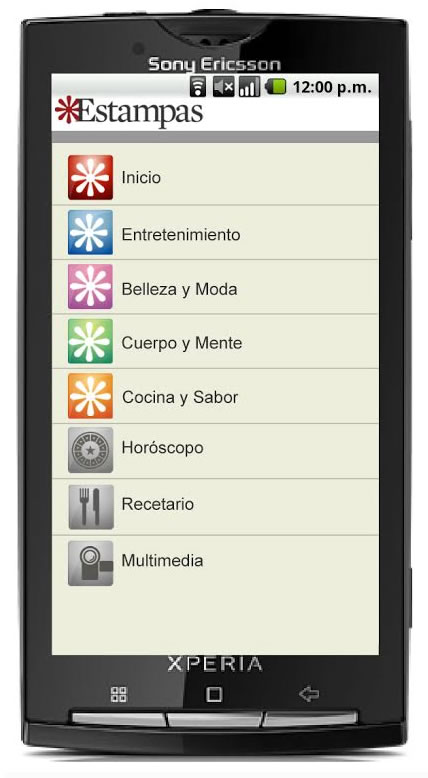 Sony Ericsson
12:00 p.m.
Estampas
Inicio
Entretenimiento
Belleza y Moda
Cuerpo y Mente
Cocina y Sabor
Horóscopo
Recetario
Multimedia
XPERIA